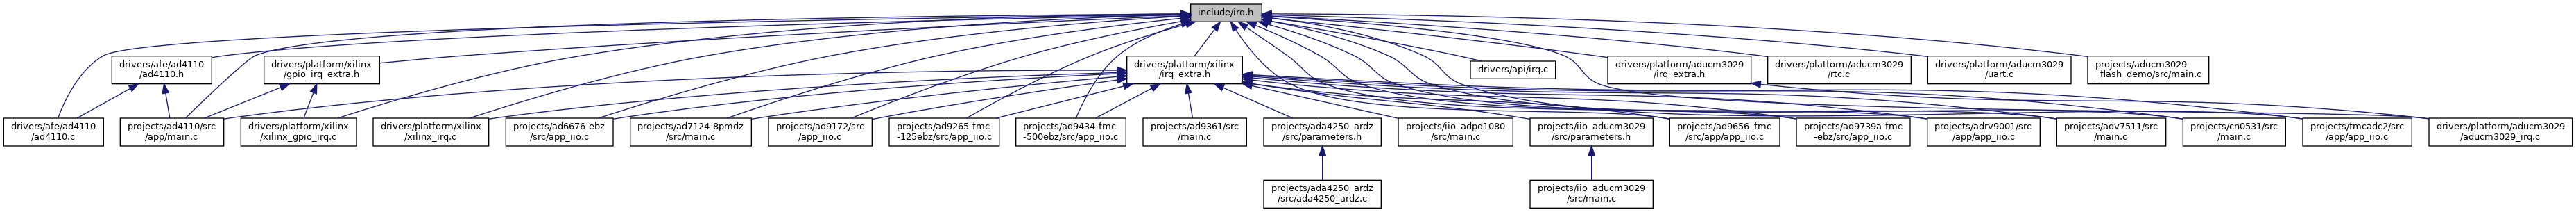 include/irq.h
drivers/afe/ad4110
/ad4110.h
drivers/platform/xilinx
/gpio_irq_extra.h
drivers/platform/xilinx
/irq_extra.h
drivers/api/irq.c
drivers/platform/aducm3029
/irq_extra.h
drivers/platform/aducm3029
/rtc.c
drivers/platform/aducm3029
/uart.c
projects/aducm3029
_flash_demo/src/main.c
drivers/afe/ad4110
/ad4110.c
projects/ad4110/src
/app/main.c
drivers/platform/xilinx
/xilinx_gpio_irq.c
drivers/platform/xilinx
/xilinx_irq.c
projects/ad6676-ebz
/src/app_iio.c
projects/ad7124-8pmdz
/src/main.c
projects/ad9172/src
/app_iio.c
projects/ad9265-fmc
-125ebz/src/app_iio.c
projects/ad9434-fmc
-500ebz/src/app_iio.c
projects/ad9361/src
/main.c
projects/ada4250_ardz
/src/parameters.h
projects/iio_adpd1080
/src/main.c
projects/iio_aducm3029
/src/parameters.h
projects/ad9656_fmc
/src/app/app_iio.c
projects/ad9739a-fmc
-ebz/src/app_iio.c
projects/adrv9001/src
/app/app_iio.c
projects/adv7511/src
/main.c
projects/cn0531/src
/main.c
projects/fmcadc2/src
/app/app_iio.c
drivers/platform/aducm3029
/aducm3029_irq.c
projects/ada4250_ardz
/src/ada4250_ardz.c
projects/iio_aducm3029
/src/main.c